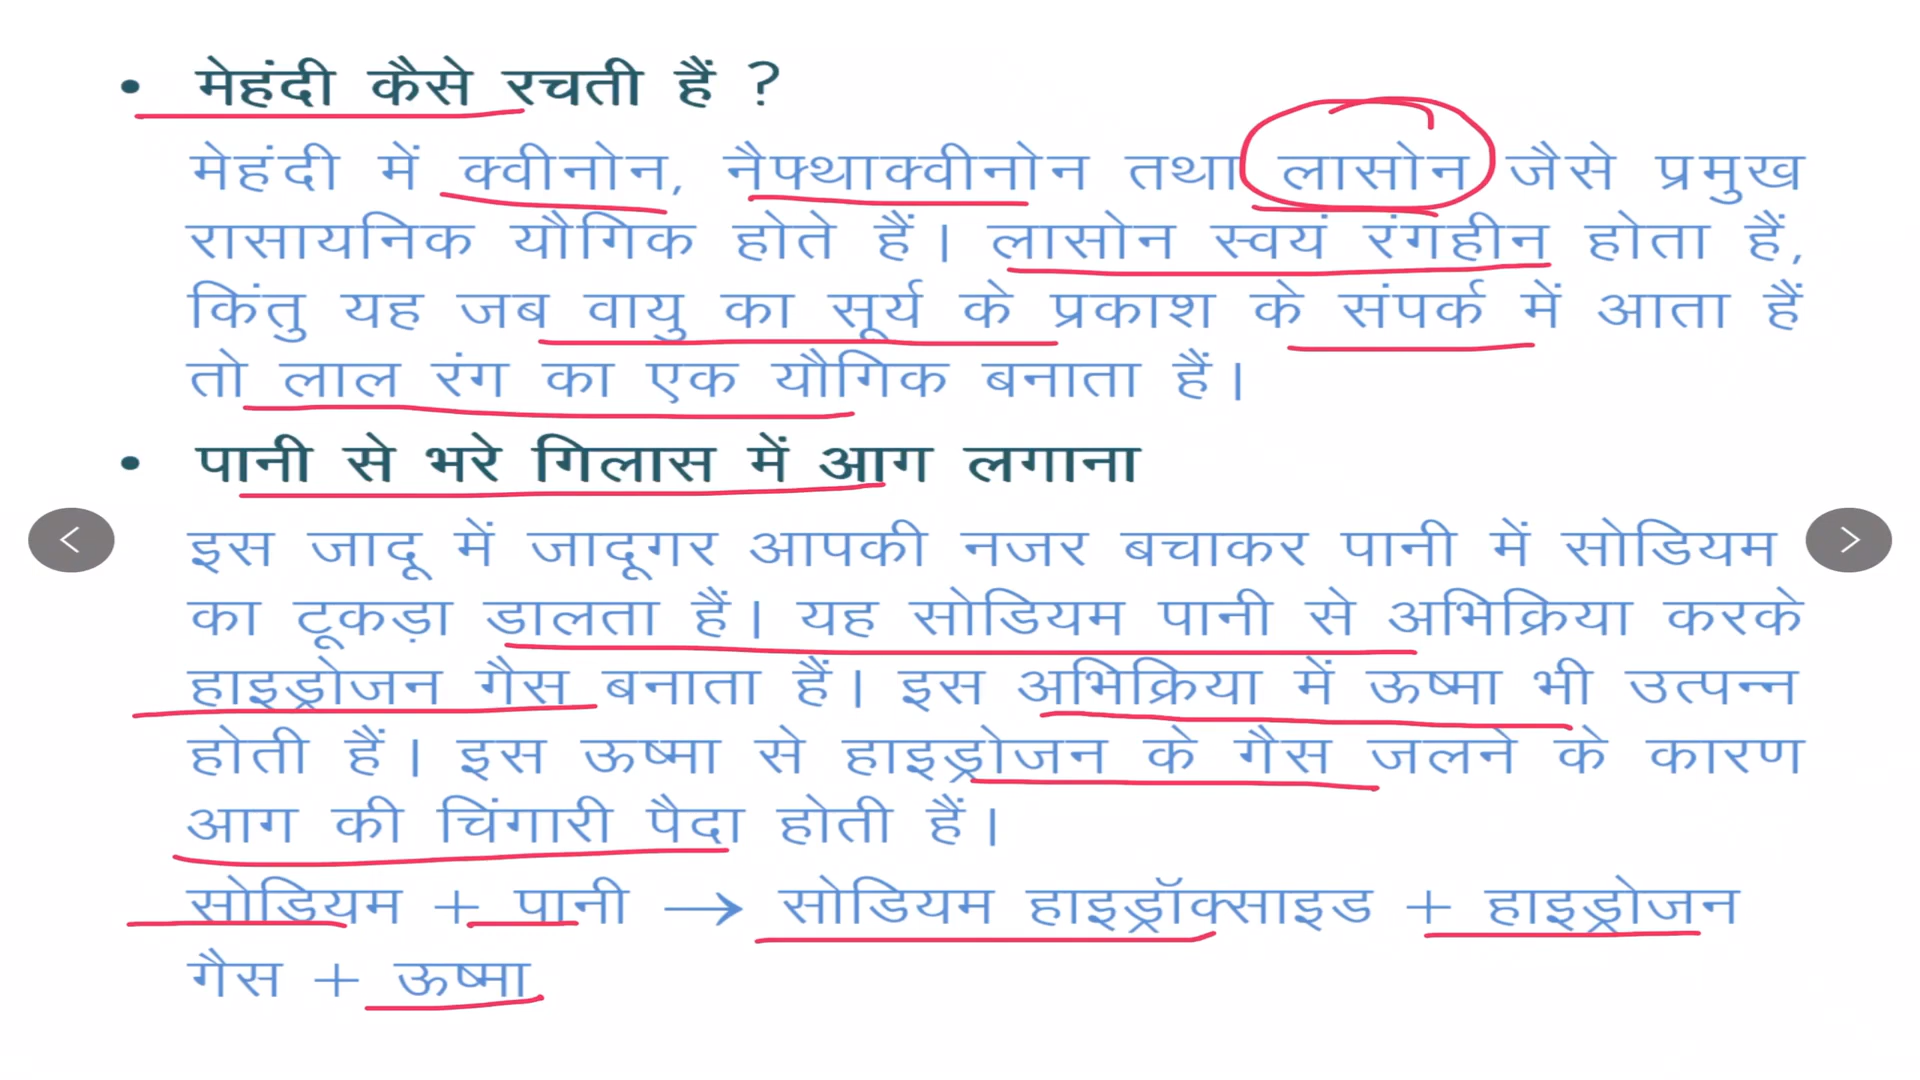 • मेहंदी कैसे रचती हैं ?
मेहंदी में क्वीनोन, नैफ्थाक्वीनोन तथा लासोन जैसे प्रमुख
रासायनिक यौगिक होते हैं। लासोन स्वयं रंगहीन होता हैं,
किंतु यह जब वायु का सूर्य के प्रकाश के संपर्क में आता हैं
तो लाल रंग का एक यौगिक बनाता हैं।
• पानी से भरे गिलास में आग लगाना
इस जादू में जादूगर आपकी नजर बचाकर पानी में सोडियम
का टूकड़ा डालता हैं। यह सोडियम पानी से अभिक्रिया करके
हाइड्रोजन गैस बनाता हैं। इस अभिक्रिया में ऊष्मा भी उत्पन्न
होती हैं। इस ऊष्मा से हाइड्रोजन के गैस जलने के कारण
आग की चिंगारी पैदा होती हैं।
सोडियम + पानी → सोडियम हाइड्रॉक्साइड + हाइड्रोजन
गैस + ऊष्मा